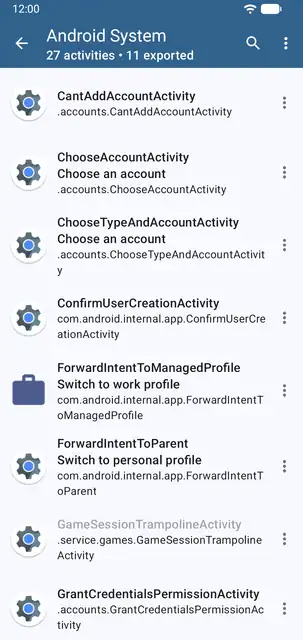 12:00
Android System
27 activities • 11 exported
CantAddAccountActivity
.accounts.CantAddAccountActivity
ChooseAccountActivity
Choose an account
.accounts.ChooseAccountActivity
ChooseTypeAndAccountActivity
Choose an account
.accounts.ChooseTypeAndAccountActivit
y
ConfirmUserCreationActivity
com.android.internal.app.ConfirmUserCre
ationActivity
ForwardIntentToManagedProfile
Switch to work profile
com.android.internal.app.ForwardIntentT
oManagedProfile
ForwardIntentToParent
Switch to personal profile
com.android.internal.app.ForwardIntentT
oParent
GameSessionTrampolineActivity
.service.games.GameSessionTrampoline
Activity
GrantCredentialsPermissionActivity
.accounts.GrantCredentialsPermissionAc
tivity